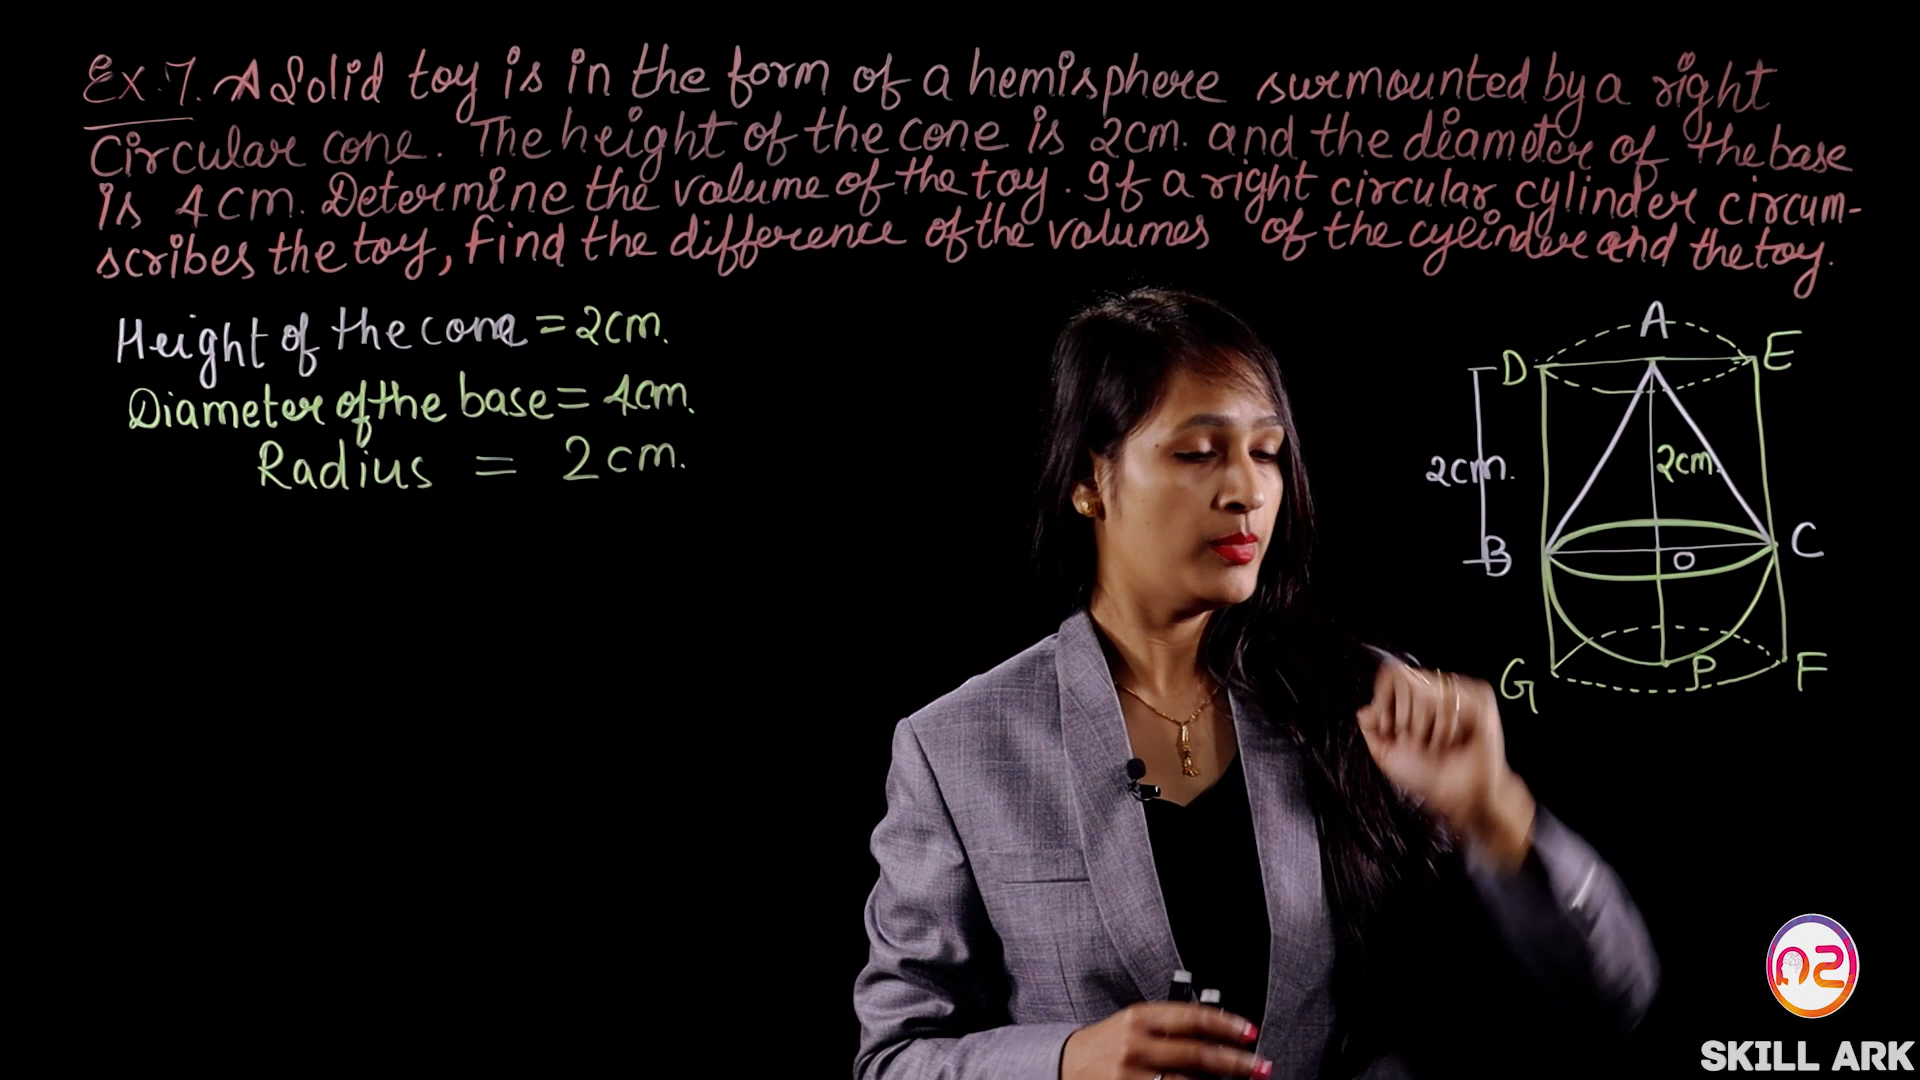 Ex.7. A Solid toy is in the form of a hemisphere surmounted by a right
Circular cone. The height of the cone is 2cm. and the diameter of the base
is 4cm. Determine the volume of the toy. If a right circular cylinder circum-
scribes the toy, find the difference of the volumes of the cylinder and the toy.
Height of the cone = 2cm.
Diameter of the base = 4cm.
Radius = 2cm.
A
D E
2cm. 2cm.
B O C
G P F
SKILL ARK